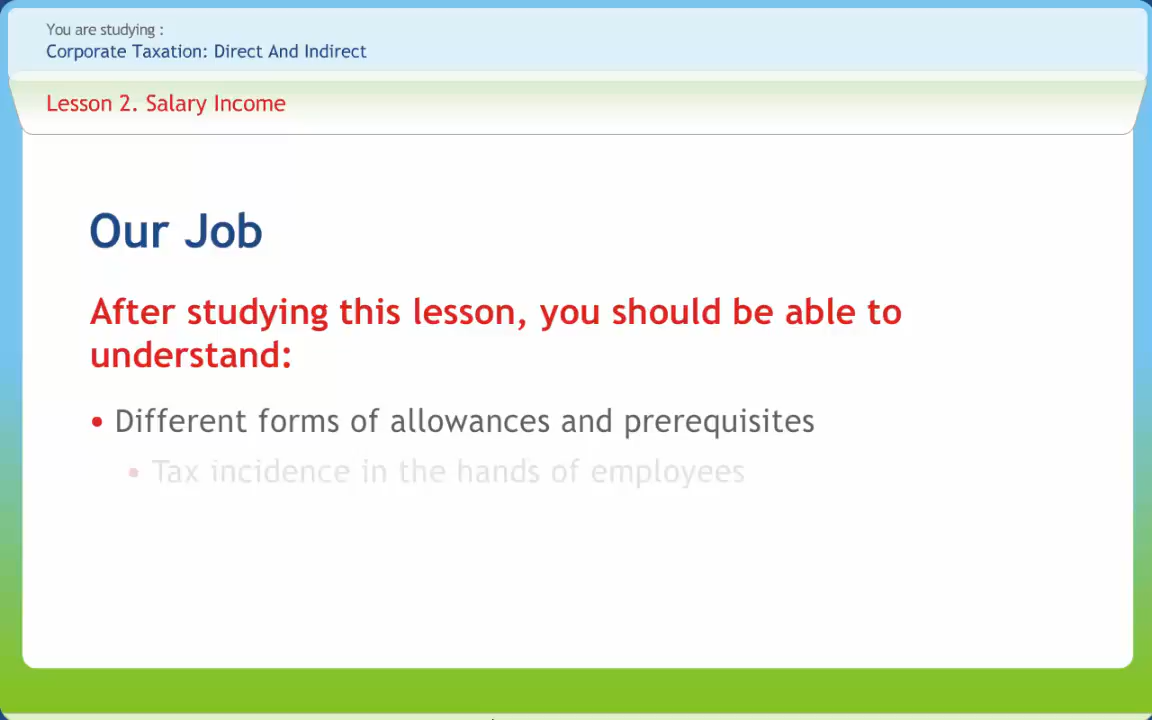 You are studying :
Corporate Taxation: Direct And Indirect
Lesson 2. Salary Income
Our Job
After studying this lesson, you should be able to
understand:
• Different forms of allowances and prerequisites
• Tax incidence in the hands of employees